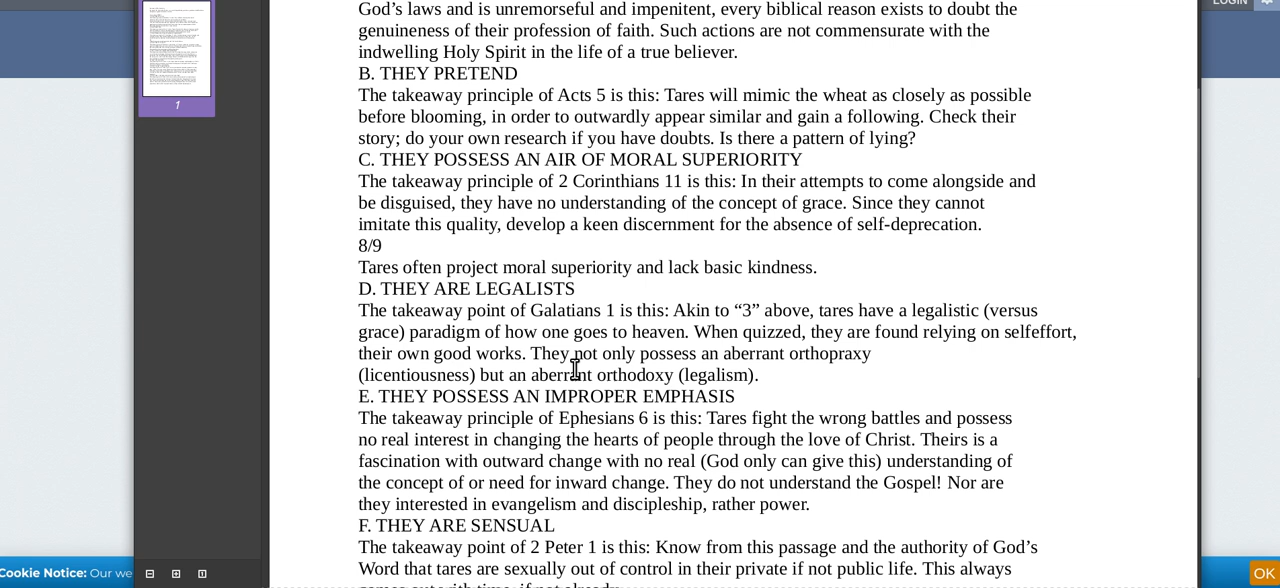 LOGIN
God’s laws and is unremorseful and impenitent, every biblical reason exists to doubt the
genuineness of their profession of faith. Such actions are not commensurate with the
indwelling Holy Spirit in the life of a true believer.
B. THEY PRETEND
The takeaway principle of Acts 5 is this: Tares will mimic the wheat as closely as possible
before blooming, in order to outwardly appear similar and gain a following. Check their
story; do your own research if you have doubts. Is there a pattern of lying?
C. THEY POSSESS AN AIR OF MORAL SUPERIORITY
The takeaway principle of 2 Corinthians 11 is this: In their attempts to come alongside and
be disguised, they have no understanding of the concept of grace. Since they cannot
imitate this quality, develop a keen discernment for the absence of self-deprecation.
8/9
Tares often project moral superiority and lack basic kindness.
D. THEY ARE LEGALISTS
The takeaway point of Galatians 1 is this: Akin to “3” above, tares have a legalistic (versus
grace) paradigm of how one goes to heaven. When quizzed, they are found relying on selfeffort,
their own good works. They not only possess an aberrant orthopraxy
(licentiousness) but an aberrant orthodoxy (legalism).
E. THEY POSSESS AN IMPROPER EMPHASIS
The takeaway principle of Ephesians 6 is this: Tares fight the wrong battles and possess
no real interest in changing the hearts of people through the love of Christ. Theirs is a
fascination with outward change with no real (God only can give this) understanding of
the concept of or need for inward change. They do not understand the Gospel! Nor are
they interested in evangelism and discipleship, rather power.
F. THEY ARE SENSUAL
The takeaway point of 2 Peter 1 is this: Know from this passage and the authority of God’s
Word that tares are sexually out of control in their private if not public life. This always
1
Cookie Notice: Our we
OK